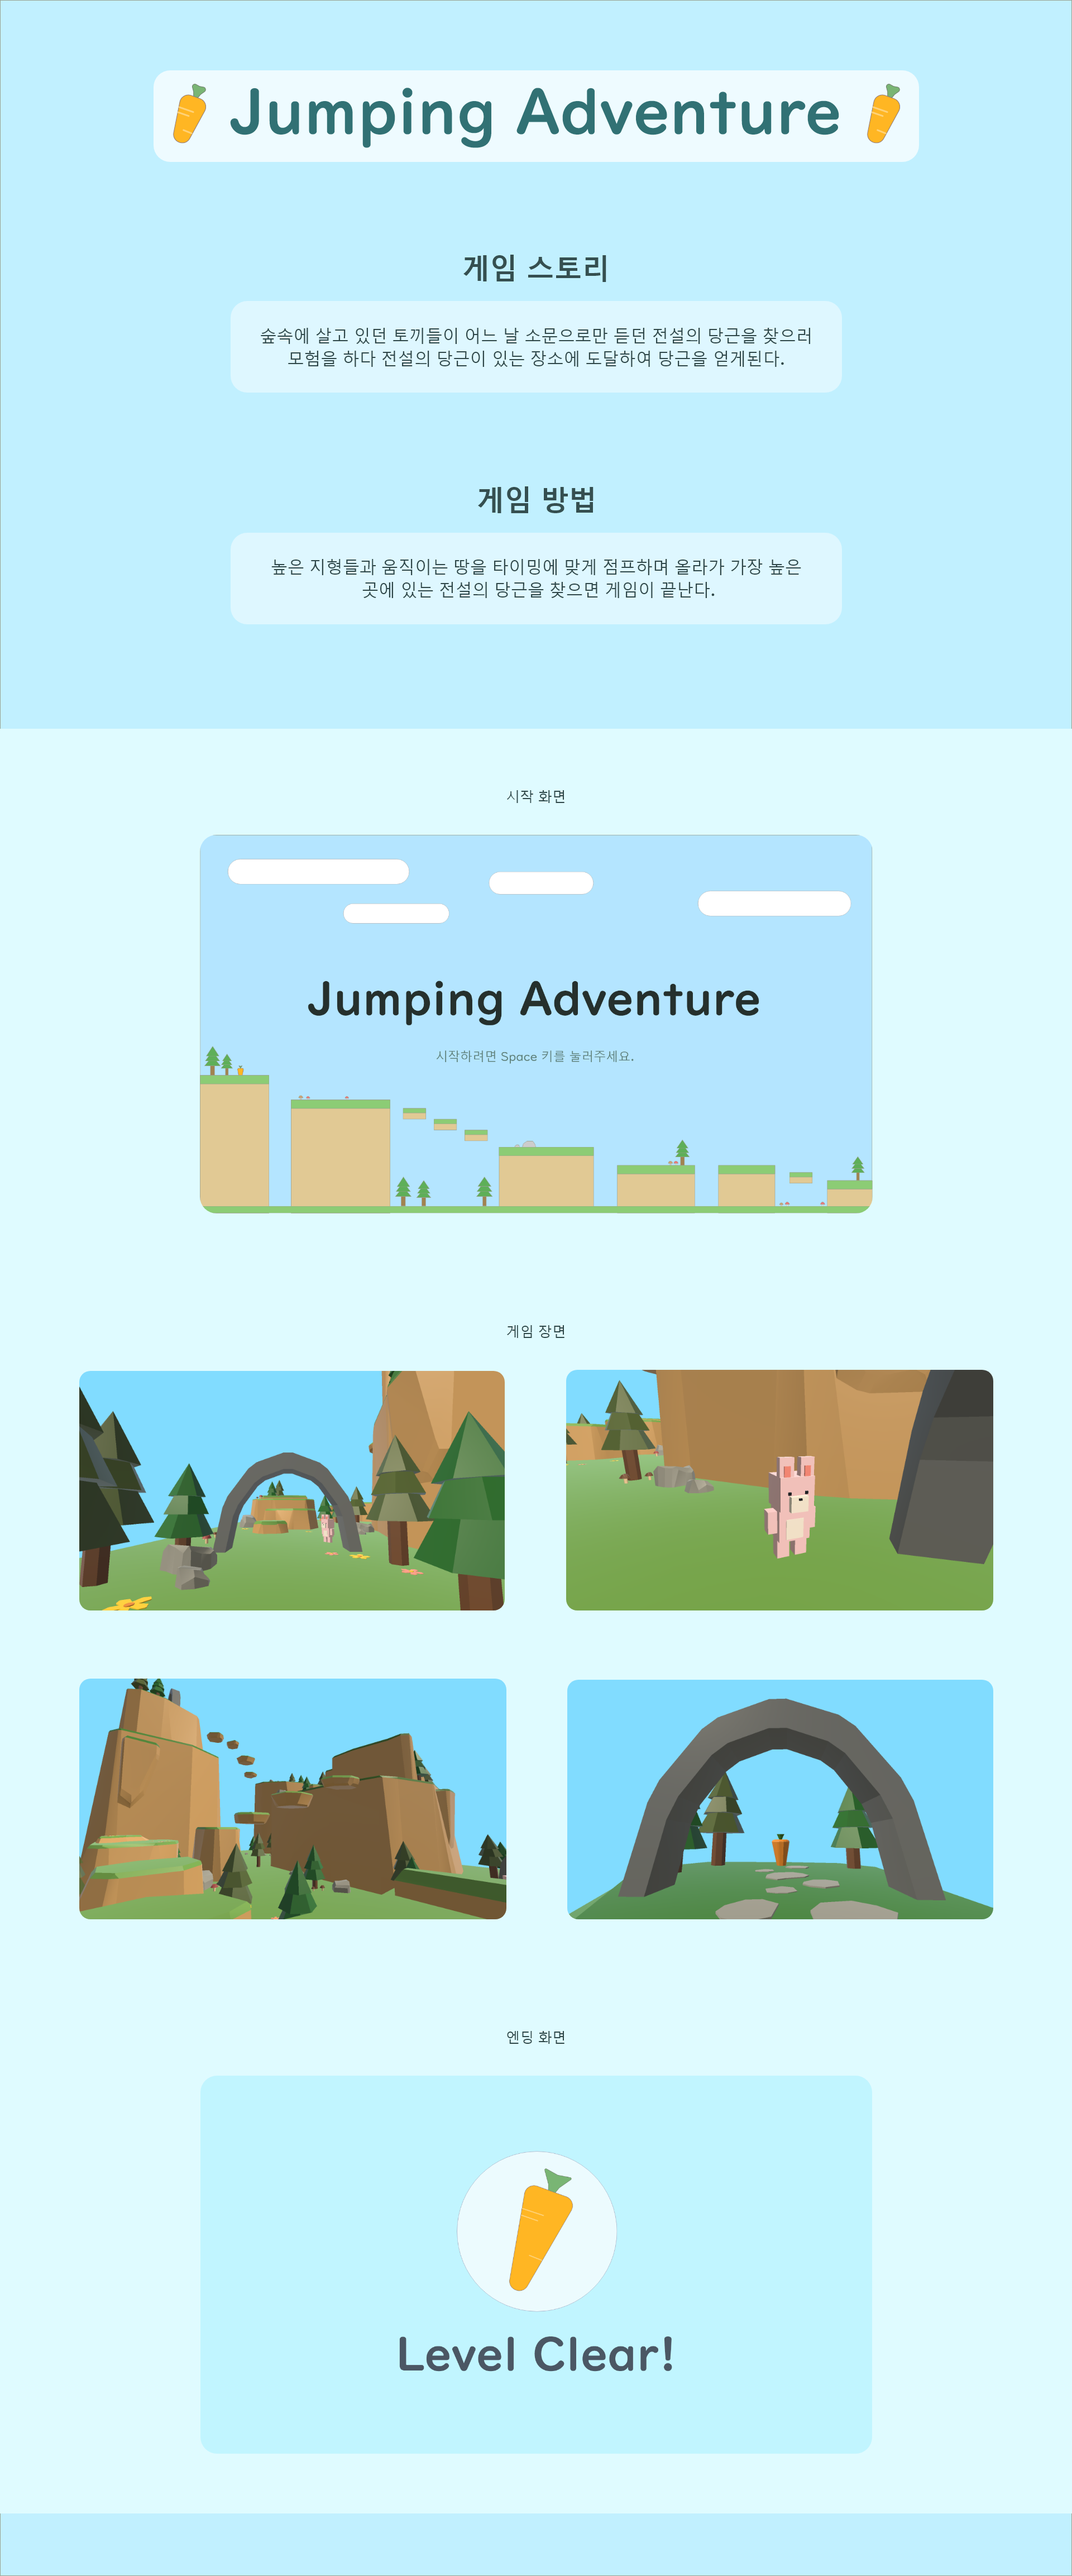 Jumping Adventure
게임 스토리
숲속에 살고 있던 토끼들이 어느 날 소문으로만 듣던 전설의 당근을 찾으러
모험을 하다 전설의 당근이 있는 장소에 도달하여 당근을 얻게된다.
게임 방법
높은 지형들과 움직이는 땅을 타이밍에 맞게 점프하며 올라가 가장 높은
곳에 있는 전설의 당근을 찾으면 게임이 끝난다.
시작 화면
Jumping Adventure
시작하려면 Space 키를 눌러주세요.
게임 장면
엔딩 화면
Level Clear!